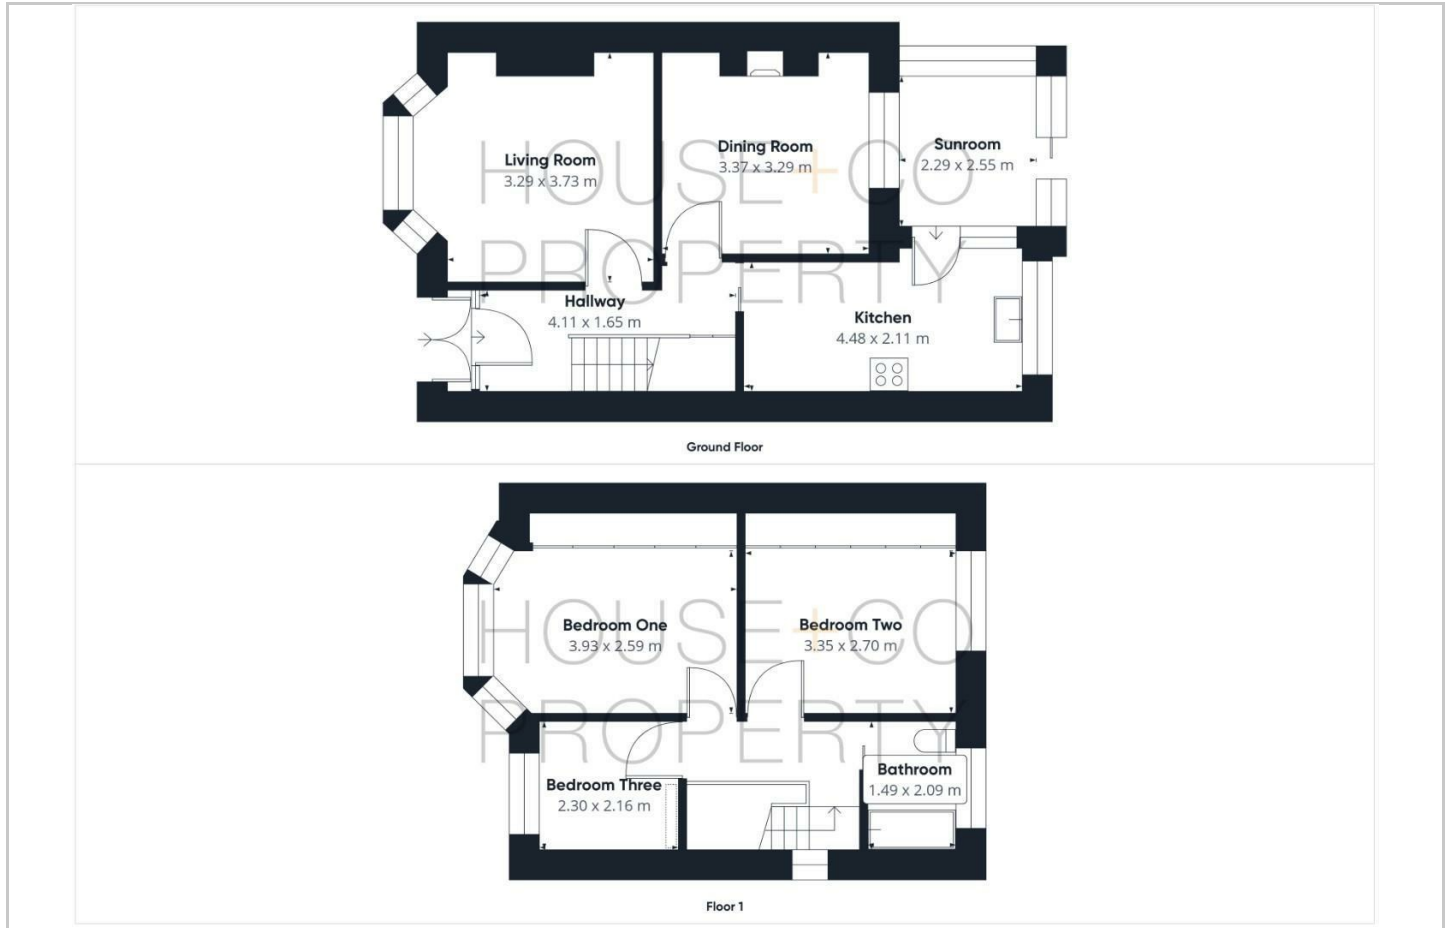 HOUSE+CO
PROPERTY
Living Room
3.29 x 3.73 m
Dining Room
3.37 x 3.29 m
Sunroom
2.29 x 2.55 m
Hallway
4.11 x 1.65 m
Kitchen
4.48 x 2.11 m
Ground Floor
HOUSE+CO
PROPERTY
Bedroom One
3.93 x 2.59 m
Bedroom Two
3.35 x 2.70 m
Bedroom Three
2.30 x 2.16 m
Bathroom
1.49 x 2.09 m
Floor 1